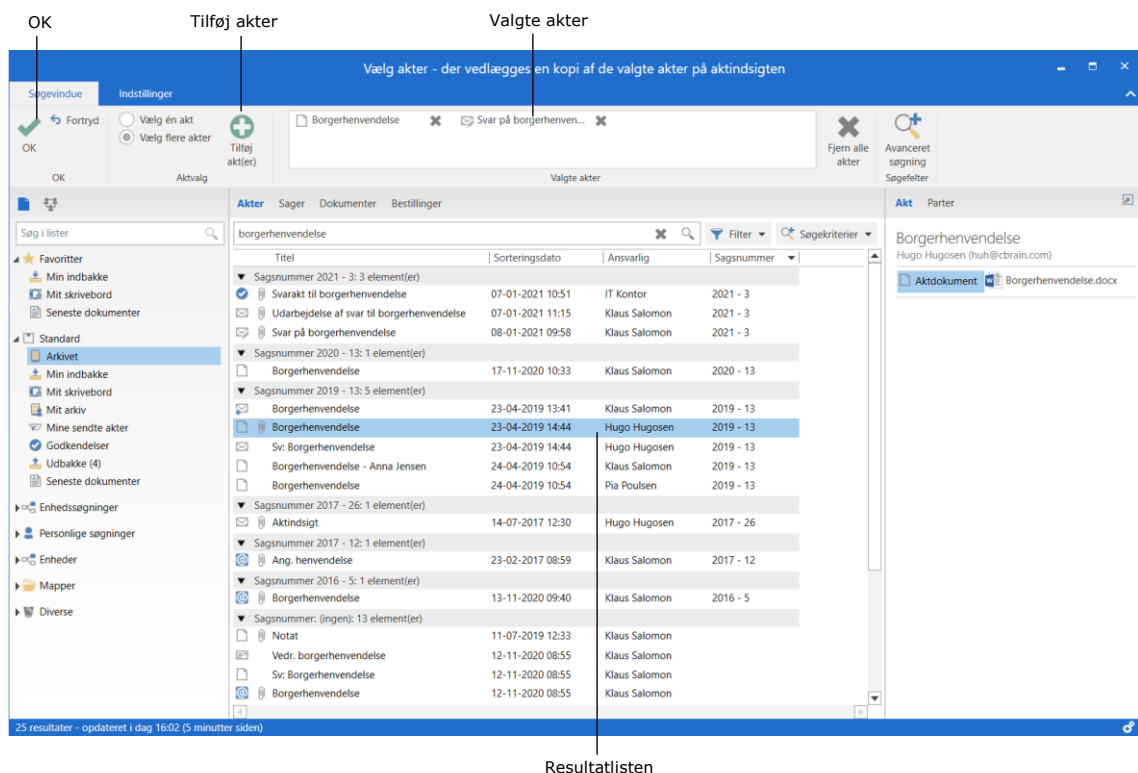 OK Tilføj akter Valgte akter
Vælg akter - der vedlægges en kopi af de valgte akter på aktindsigten
Søgevindue Indstillinger
OK
Fortryd
Vælg én akt
Vælg flere akter
Tilføj
akt(er)
Borgerhenvendelse Svar på borgerhenven...
Fjern alle
akter
Avanceret
søgning
OK Aktvalg Valgte akter Søgefelter
Akter Sager Dokumenter Bestillinger
Akt Parter
Søg i lister
borgerhenvendelse
Filter Søgekriterier
Borgerhenvendelse
Hugo Hugosen (huh@cbrain.com)
Aktdokument Borgerhenvendelse.docx
Favoritter
Min indbakke
Mit skrivebord
Seneste dokumenter
Standard
Arkivet
Min indbakke
Mit skrivebord
Mit arkiv
Mine sendte akter
Godkendelser
Udbakke (4)
Seneste dokumenter
Enhedssøgninger
Personlige søgninger
Enheder
Mapper
Diverse
Titel Sorteringsdato Ansvarlig Sagsnummer
Sagsnummer 2021 - 3: 3 element(er)
Svarakt til borgerhenvendelse 07-01-2021 10:51 IT Kontor 2021 - 3
Udarbejdelse af svar til borgerhenvendelse 07-01-2021 11:15 Klaus Salomon 2021 - 3
Svar på borgerhenvendelse 08-01-2021 09:58 Klaus Salomon 2021 - 3
Sagsnummer 2020 - 13: 1 element(er)
Borgerhenvendelse 17-11-2020 10:33 Klaus Salomon 2020 - 13
Sagsnummer 2019 - 13: 5 element(er)
Borgerhenvendelse 23-04-2019 13:41 Klaus Salomon 2019 - 13
Borgerhenvendelse 23-04-2019 14:44 Hugo Hugosen 2019 - 13
Sv: Borgerhenvendelse 23-04-2019 14:44 Hugo Hugosen 2019 - 13
Borgerhenvendelse - Anna Jensen 24-04-2019 10:54 Klaus Salomon 2019 - 13
Borgerhenvendelse 24-04-2019 10:54 Pia Poulsen 2019 - 13
Sagsnummer 2017 - 26: 1 element(er)
Aktindsigt 14-07-2017 12:30 Hugo Hugosen 2017 - 26
Sagsnummer 2017 - 12: 1 element(er)
Ang. henvendelse 23-02-2017 08:59 Klaus Salomon 2017 - 12
Sagsnummer 2016 - 5: 1 element(er)
Borgerhenvendelse 13-11-2020 09:40 Klaus Salomon 2016 - 5
Sagsnummer: (ingen): 13 element(er)
Notat 11-07-2019 12:33 Klaus Salomon
Vedr. borgerhenvendelse 12-11-2020 08:55 Klaus Salomon
Sv: Borgerhenvendelse 12-11-2020 08:55 Klaus Salomon
Borgerhenvendelse 12-11-2020 08:55 Klaus Salomon
25 resultater - opdateret i dag 16:02 (5 minutter siden)
Resultatlisten